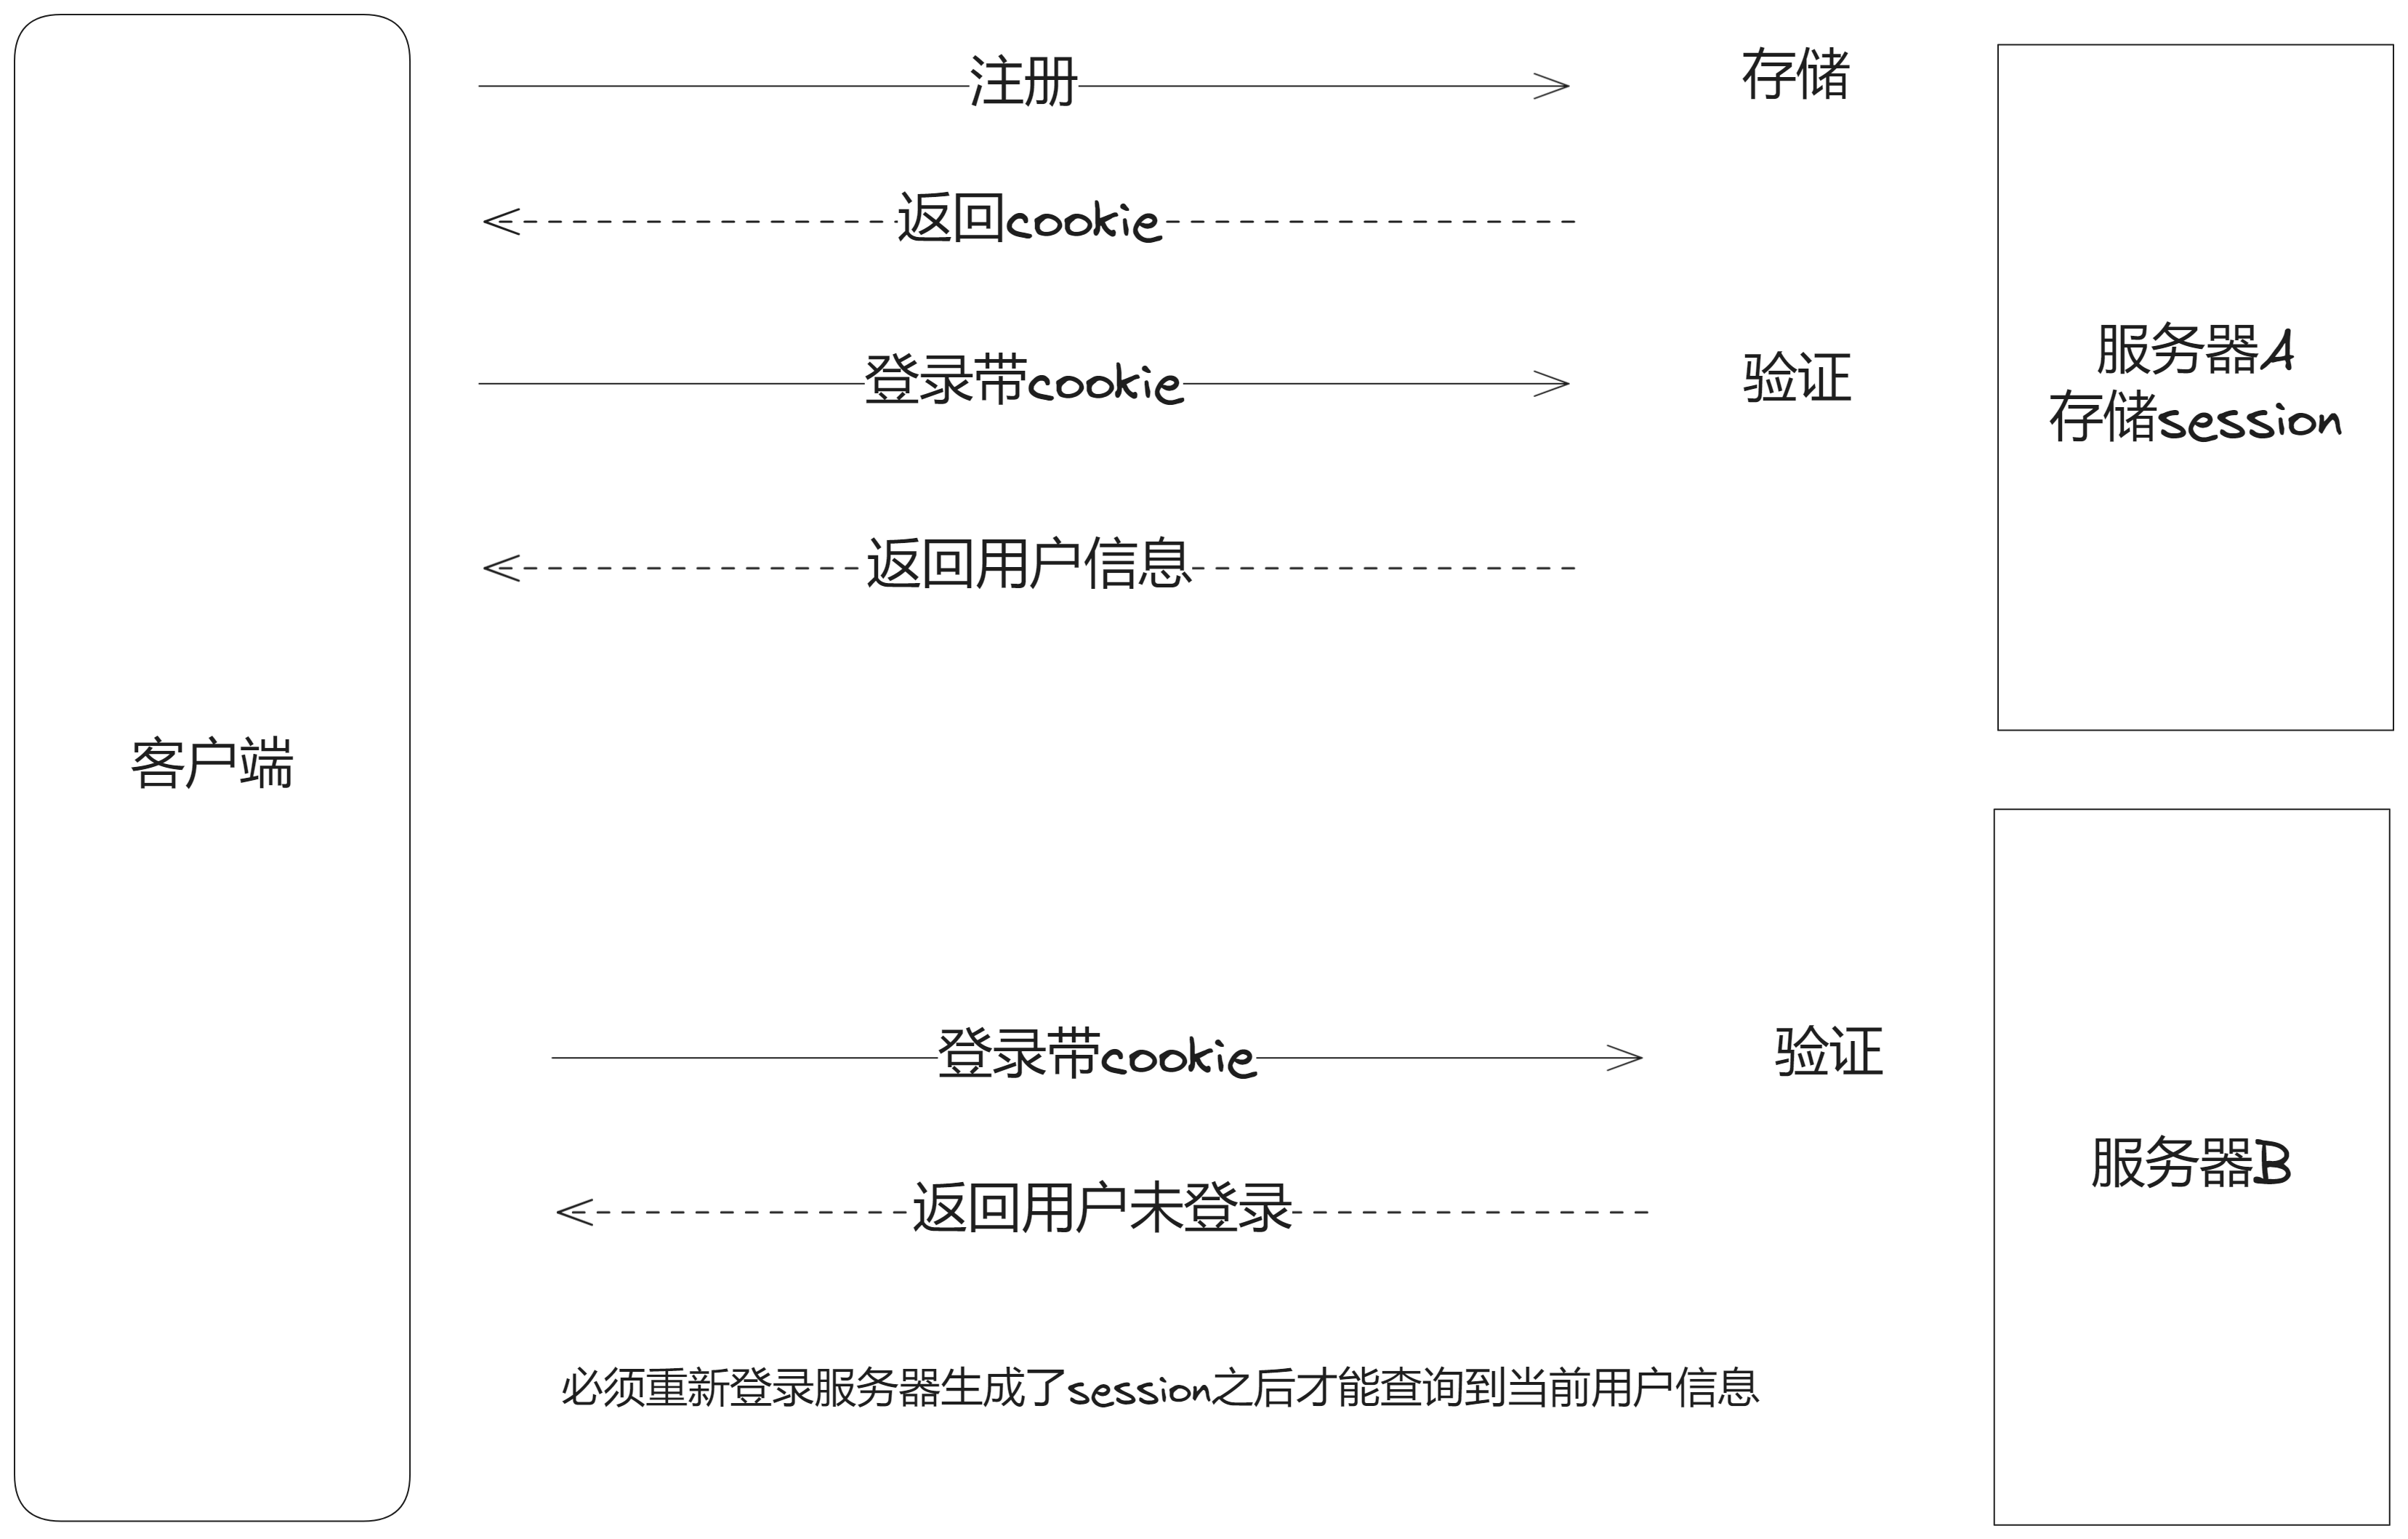 注册
存储
返回cookie
登录带cookie
验证
服务器A
存储session
返回用户信息
客户端
登录带cookie
验证
服务器B
返回用户未登录
必须重新登录服务器生成了session之后才能查询到当前用户信息